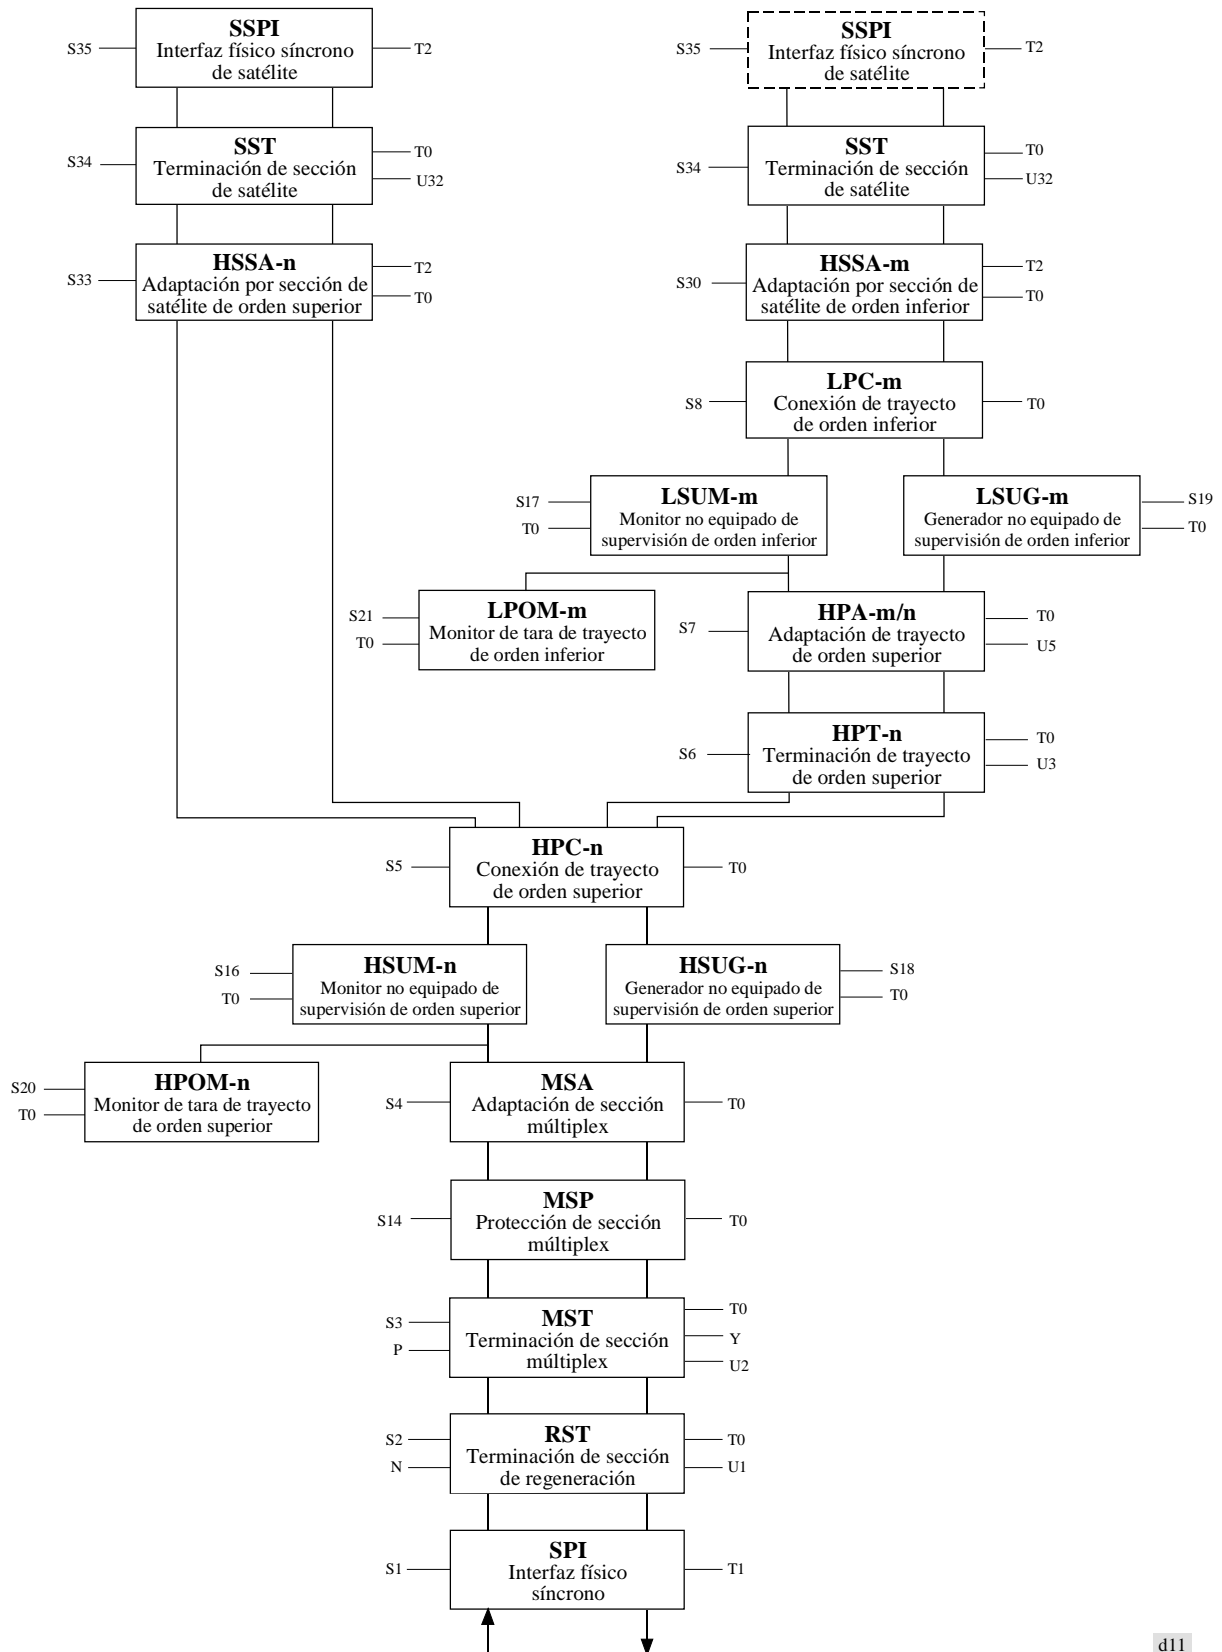 SSPI
Interfaz físico síncrono
de satélite
S35
T2
SSPI
Interfaz físico síncrono
de satélite
S35
T2
SST
Terminación de sección
de satélite
S34
T0
U32
SST
Terminación de sección
de satélite
S34
T0
U32
HSSA-n
Adaptación por sección de
satélite de orden superior
S33
T2
T0
HSSA-m
Adaptación por sección de
satélite de orden inferior
S30
T2
T0
LPC-m
Conexión de trayecto
de orden inferior
S8
T0
LSUM-m
Monitor no equipado de
supervisión de orden inferior
S17
T0
LSUG-m
Generador no equipado de
supervisión de orden inferior
S19
T0
LPOM-m
Monitor de tara de trayecto
de orden inferior
S21
T0
HPA-m/n
Adaptación de trayecto
de orden superior
S7
T0
U5
HPT-n
Terminación de trayecto
de orden superior
S6
T0
U3
HPC-n
Conexión de trayecto
de orden superior
S5
T0
HSUM-n
Monitor no equipado de
supervisión de orden superior
S16
T0
HSUG-n
Generador no equipado de
supervisión de orden superior
S18
T0
HPOM-n
Monitor de tara de trayecto
de orden superior
S20
T0
MSA
Adaptación de sección
múltiplex
S4
T0
MSP
Protección de sección
múltiplex
S14
T0
MST
Terminación de sección
múltiplex
S3
P
T0
Y
U2
RST
Terminación de sección
de regeneración
S2
N
T0
U1
SPI
Interfaz físico
síncrono
S1
T1
d11